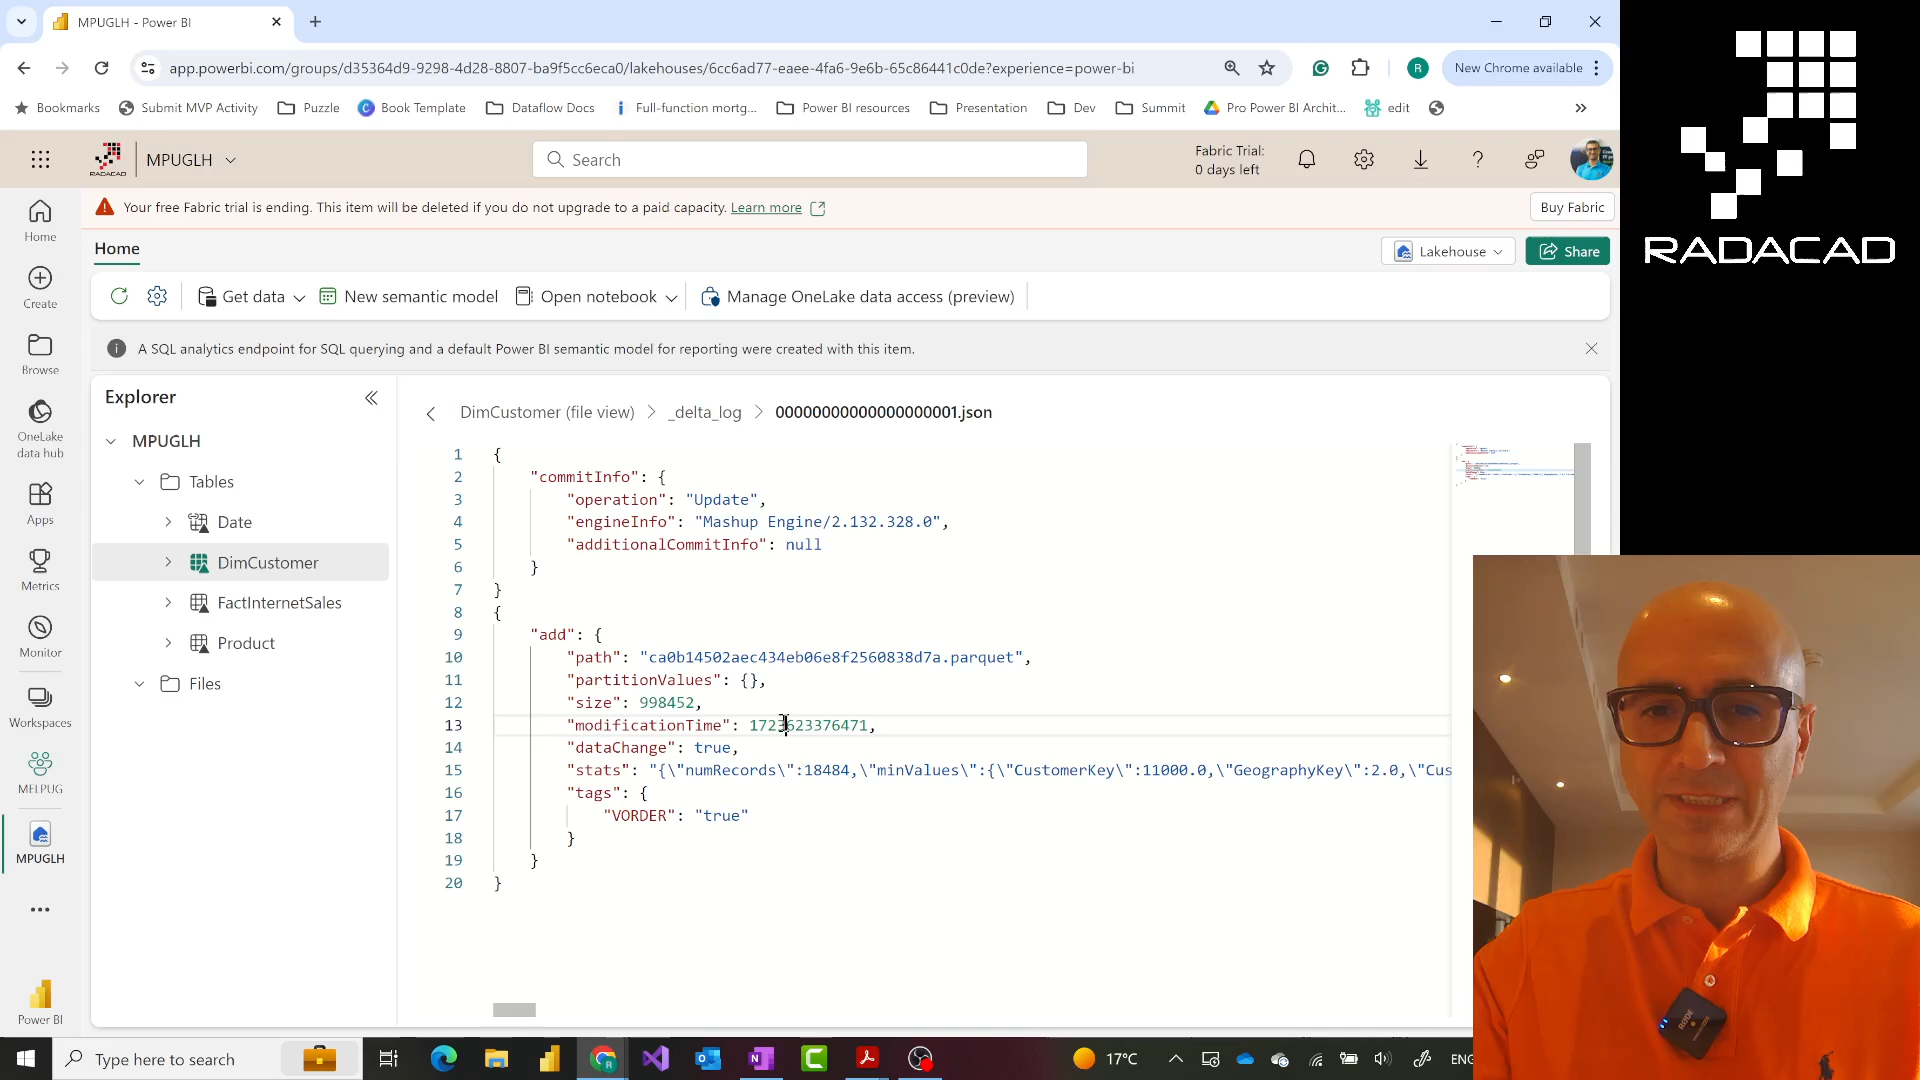 MPUGLH - Power BI
app.powerbi.com/groups/d35364d9-9298-4d28-8807-ba9f5cc6eca0/lakehouses/6cc6ad77-eaee-4fa6-9e6b-65c86441c0de?experience=power-bi
R
New Chrome available
Bookmarks
Submit MVP Activity
Puzzle
Book Template
Dataflow Docs
Full-function mortg...
Power BI resources
Presentation
Dev
Summit
Pro Power BI Archit...
edit
RADACAD
MPUGLH
Search
Fabric Trial:
0 days left
Your free Fabric trial is ending. This item will be deleted if you do not upgrade to a paid capacity. Learn more
Buy Fabric
RADACAD
Home
Lakehouse
Share
Get data
New semantic model
Open notebook
Manage OneLake data access (preview)
A SQL analytics endpoint for SQL querying and a default Power BI semantic model for reporting were created with this item.
Home
Create
Browse
OneLake
data hub
Apps
Metrics
Monitor
Workspaces
MELPUG
MPUGLH
Power BI
Explorer
MPUGLH
Tables
Date
DimCustomer
FactInternetSales
Product
Files
DimCustomer (file view) > _delta_log > 00000000000000000001.json
1 {
2 "commitInfo": {
3 "operation": "Update",
4 "engineInfo": "Mashup Engine/2.132.328.0",
5 "additionalCommitInfo": null
6 }
7 }
8 {
9 "add": {
10 "path": "ca0b14502aec434eb06e8f2560838d7a.parquet",
11 "partitionValues": {},
12 "size": 998452,
13 "modificationTime": 1723623376471,
14 "dataChange": true,
15 "stats": "{\"numRecords\":18484,\"minValues\":{\"CustomerKey\":11000.0,\"GeographyKey\":2.0,\"Cus
16 "tags": {
17 "VORDER": "true"
18 }
19 }
20 }
RØDE
Type here to search
17°C
ENG